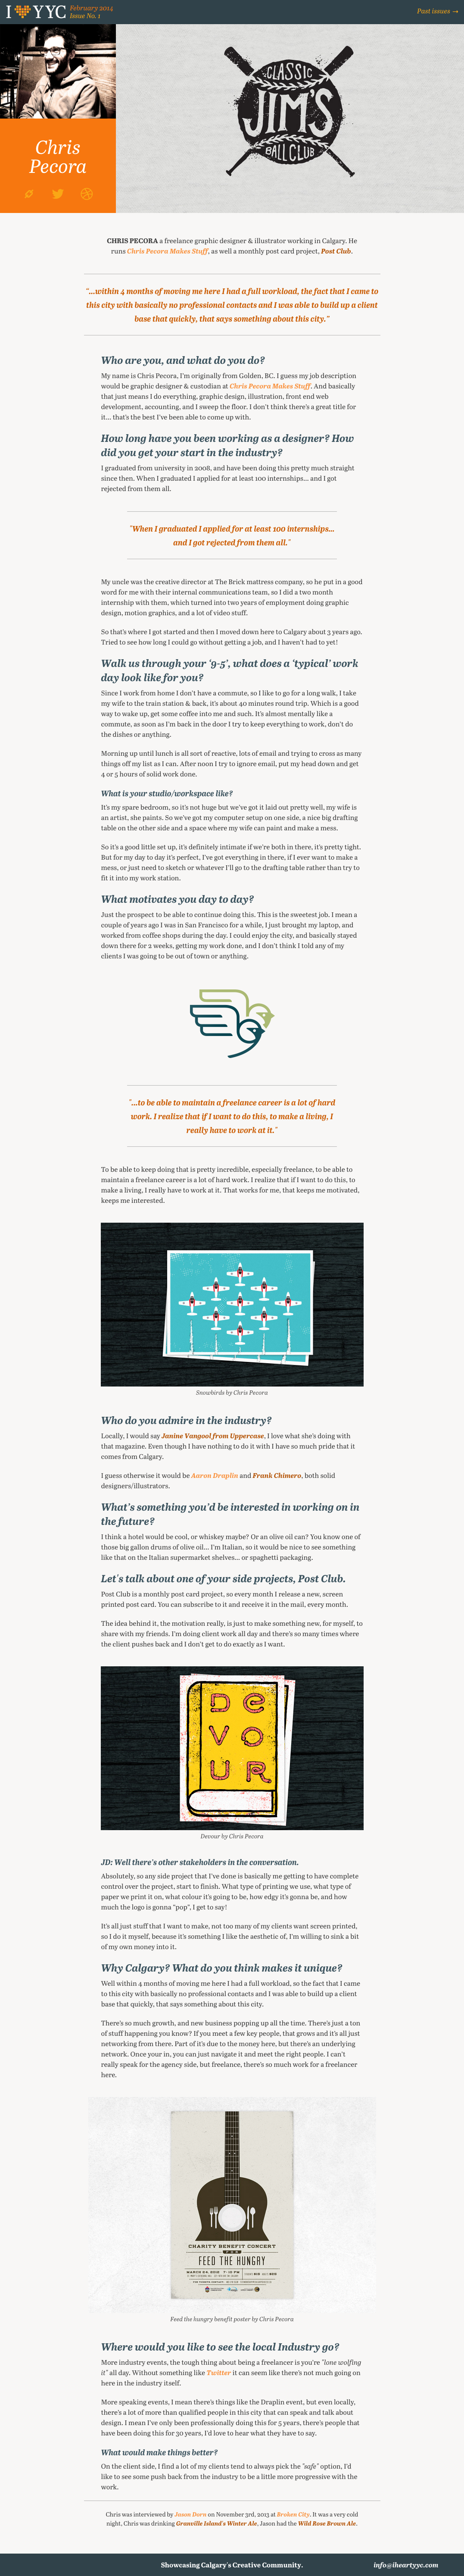 I YYC February 2014
Issue No. 1
Past issues →
CLASSIC
JIM'S
BALL CLUB
Chris
Pecora
CHRIS PECORA a freelance graphic designer & illustrator working in Calgary. He
runs Chris Pecora Makes Stuff, as well a monthly post card project, Post Club.
"...within 4 months of moving me here I had a full workload, the fact that I came to
this city with basically no professional contacts and I was able to build up a client
base that quickly, that says something about this city."
Who are you, and what do you do?
My name is Chris Pecora, I'm originally from Golden, BC. I guess my job description
would be graphic designer & custodian at Chris Pecora Makes Stuff. And basically
that just means I do everything, graphic design, illustration, front end web
development, accounting, and I sweep the floor. I don't think there's a great title for
it... that's the best I've been able to come up with.
How long have you been working as a designer? How
did you get your start in the industry?
I graduated from university in 2008, and have been doing this pretty much straight
since then. When I graduated I applied for at least 100 internships... and I got
rejected from them all.
"When I graduated I applied for at least 100 internships...
and I got rejected from them all."
My uncle was the creative director at The Brick mattress company, so he put in a good
word for me with their internal communications team, so I did a two month
internship with them, which turned into two years of employment doing graphic
design, motion graphics, and a lot of video stuff.
So that's where I got started and then I moved down here to Calgary about 3 years ago.
Tried to see how long I could go without getting a job, and I haven't had to yet!
Walk us through your '9-5', what does a 'typical' work
day look like for you?
Since I work from home I don't have a commute, so I like to go for a long walk, I take
my wife to the train station & back, it's about 40 minutes round trip. Which is a good
way to wake up, get some coffee into me and such. It's almost mentally like a
commute, as soon as I'm back in the door I try to keep everything to work, don't do
the dishes or anything.
Morning up until lunch is all sort of reactive, lots of email and trying to cross as many
things off my list as I can. After noon I try to ignore email, put my head down and get
4 or 5 hours of solid work done.
What is your studio/workspace like?
It's my spare bedroom, so it's not huge but we've got it laid out pretty well, my wife is
an artist, she paints. So we've got my computer setup on one side, a nice big drafting
table on the other side and a space where my wife can paint and make a mess.
So it's a good little set up, it's definitely intimate if we're both in there, it's pretty tight.
But for my day to day it's perfect, I've got everything in there, if I ever want to make a
mess, or just need to sketch or whatever I'll go to the drafting table rather than try to
fit it into my work station.
What motivates you day to day?
Just the prospect to be able to continue doing this. This is the sweetest job. I mean a
couple of years ago I was in San Francisco for a while, I just brought my laptop, and
worked from coffee shops during the day. I could enjoy the city, and basically stayed
down there for 2 weeks, getting my work done, and I don't think I told any of my
clients I was going to be out of town or anything.
"...to be able to maintain a freelance career is a lot of hard
work. I realize that if I want to do this, to make a living, I
really have to work at it."
To be able to keep doing that is pretty incredible, especially freelance, to be able to
maintain a freelance career is a lot of hard work. I realize that if I want to do this, to
make a living, I really have to work at it. That works for me, that keeps me motivated,
keeps me interested.
Snowbirds by Chris Pecora
Who do you admire in the industry?
Locally, I would say Janine Vangool from Uppercase, I love what she's doing with
that magazine. Even though I have nothing to do it with I have so much pride that it
comes from Calgary.
I guess otherwise it would be Aaron Draplin and Frank Chimero, both solid
designers/illustrators.
What's something you'd be interested in working on in
the future?
I think a hotel would be cool, or whiskey maybe? Or an olive oil can? You know one of
those big gallon drums of olive oil... I'm Italian, so it would be nice to see something
like that on the Italian supermarket shelves... or spaghetti packaging.
Let's talk about one of your side projects, Post Club.
Post Club is a monthly post card project, so every month I release a new, screen
printed post card. You can subscribe to it and receive it in the mail, every month.
The idea behind it, the motivation really, is just to make something new, for myself, to
share with my friends. I'm doing client work all day and there's so many times where
the client pushes back and I don't get to do exactly as I want.
DEVOUR
Devour by Chris Pecora
JD: Well there's other stakeholders in the conversation.
Absolutely, so any side project that I've done is basically me getting to have complete
control over the project, start to finish. What type of printing we use, what type of
paper we print it on, what colour it's going to be, how edgy it's gonna be, and how
much the logo is gonna "pop", I get to say!
It's all just stuff that I want to make, not too many of my clients want screen printed,
so I do it myself, because it's something I like the aesthetic of, I'm willing to sink a bit
of my own money into it.
Why Calgary? What do you think makes it unique?
Well within 4 months of moving me here I had a full workload, so the fact that I came
to this city with basically no professional contacts and I was able to build up a client
base that quickly, that says something about this city.
There's so much growth, and new business popping up all the time. There's just a ton
of stuff happening you know? If you meet a few key people, that grows and it's all just
networking from there. Part of it's due to the money here, but there's an underlying
network. Once your in, you can just navigate it and meet the right people. I can't
really speak for the agency side, but freelance, there's so much work for a freelancer
here.
CHARITY BENEFIT CONCERT
FEED THE HUNGRY
Feed the hungry benefit poster by Chris Pecora
Where would you like to see the local Industry go?
More industry events, the tough thing about being a freelancer is you're "lone wolfing
it" all day. Without something like Twitter it can seem like there's not much going on
here in the industry itself.
More speaking events, I mean there's things like the Draplin event, but even locally,
there's a lot of more than qualified people in this city that can speak and talk about
design. I mean I've only been professionally doing this for 5 years, there's people that
have been doing this for 30 years, I'd love to hear what they have to say.
What would make things better?
On the client side, I find a lot of my clients tend to always pick the "safe" option, I'd
like to see some push back from the industry to be a little more progressive with the
work.
Chris was interviewed by Jason Dorn on November 3rd, 2013 at Broken City. It was a very cold
night, Chris was drinking Granville Island's Winter Ale, Jason had the Wild Rose Brown Ale.
Showcasing Calgary's Creative Community.
info@iheartyyc.com